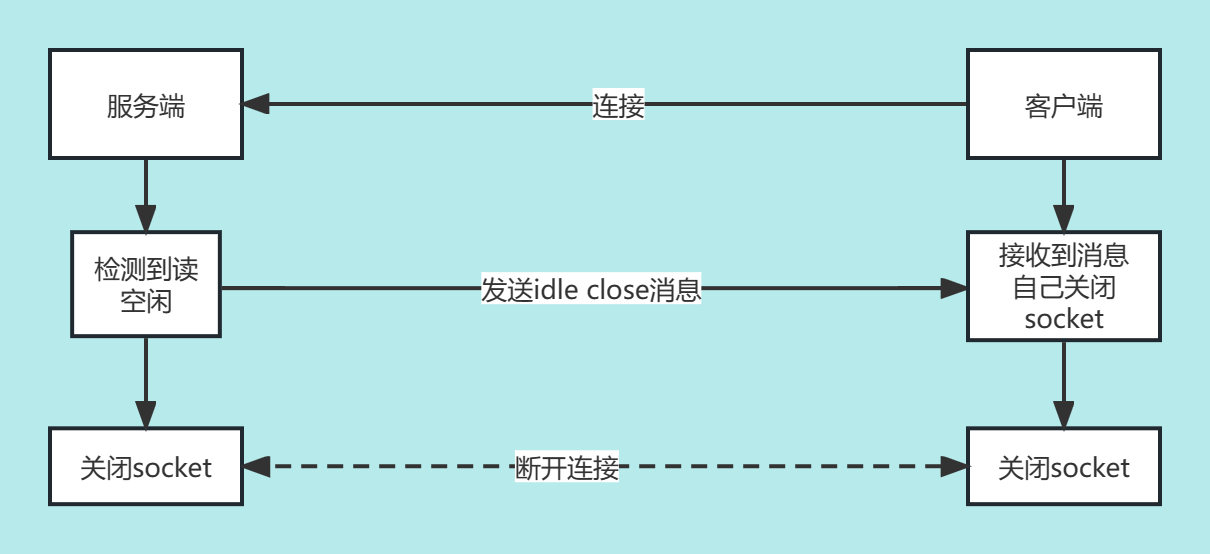 服务端
连接
客户端
检测到读
空闲
发送idle close消息
接收到消息
自己关闭
socket
关闭socket
断开连接
关闭socket